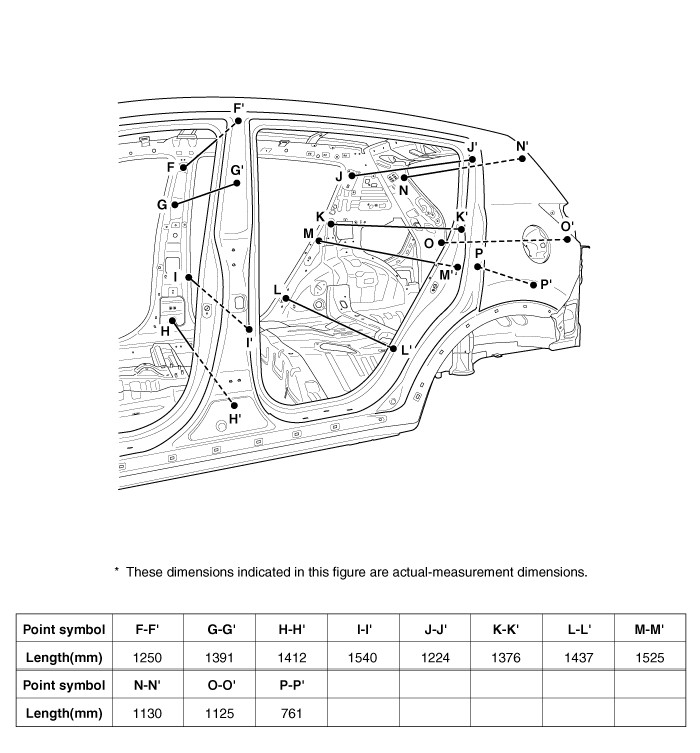 F'
F
G'
G
J'
N'
J
N
K
K'
M
O
O'
P
I
M'
P'
L
H
I'
L'
H'
* These dimensions indicated in this figure are actual-measurement dimensions.
Point symbol F-F' G-G' H-H' I-I' J-J' K-K' L-L' M-M'
Length(mm) 1250 1391 1412 1540 1224 1376 1437 1525
Point symbol N-N' O-O' P-P'
Length(mm) 1130 1125 761